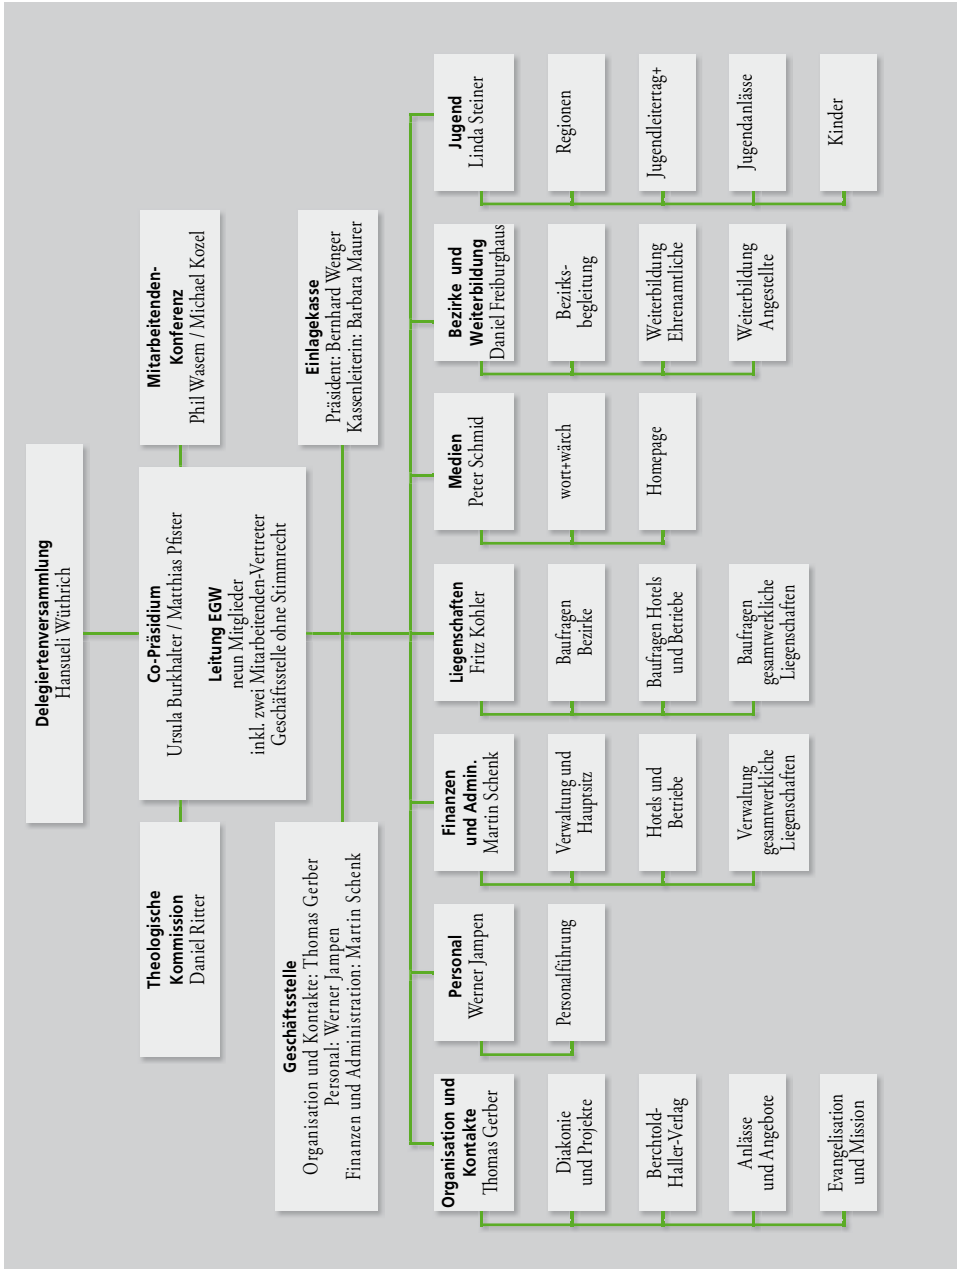 Delegiertenversammlung
Hansueli Wüthrich
Theologische
Kommission
Daniel Ritter
Co-Präsidium
Ursula Burkhalter / Matthias Pfister
Leitung EGW
neun Mitglieder
inkl. zwei Mitarbeitenden-Vertreter
Geschäftsstelle ohne Stimmrecht
Mitarbeitenden-
Konferenz
Phil Wasem / Michael Kozel
Geschäftsstelle
Organisation und Kontakte: Thomas Gerber
Personal: Werner Jampen
Finanzen und Administration: Martin Schenk
Einlagekasse
Präsident: Bernhard Wenger
Kassenleiterin: Barbara Maurer
Organisation und
Kontakte
Thomas Gerber
Diakonie
und Projekte
Berchtold-
Haller-Verlag
Anlässe
und Angebote
Evangelisation
und Mission
Personal
Werner Jampen
Personalführung
Finanzen
und Admin.
Martin Schenk
Verwaltung und
Hauptsitz
Hotels und
Betriebe
Verwaltung
gesamtwerkliche
Liegenschaften
Liegenschaften
Fritz Kohler
Baufragen
Bezirke
Baufragen Hotels
und Betriebe
Baufragen
gesamtwerkliche
Liegenschaften
Medien
Peter Schmid
wort+wärch
Homepage
Bezirke und
Weiterbildung
Daniel Freiburghaus
Bezirks-
begleitung
Weiterbildung
Ehrenamtliche
Weiterbildung
Angestellte
Jugend
Linda Steiner
Regionen
Jugendleitertag+
Jugendanlässe
Kinder